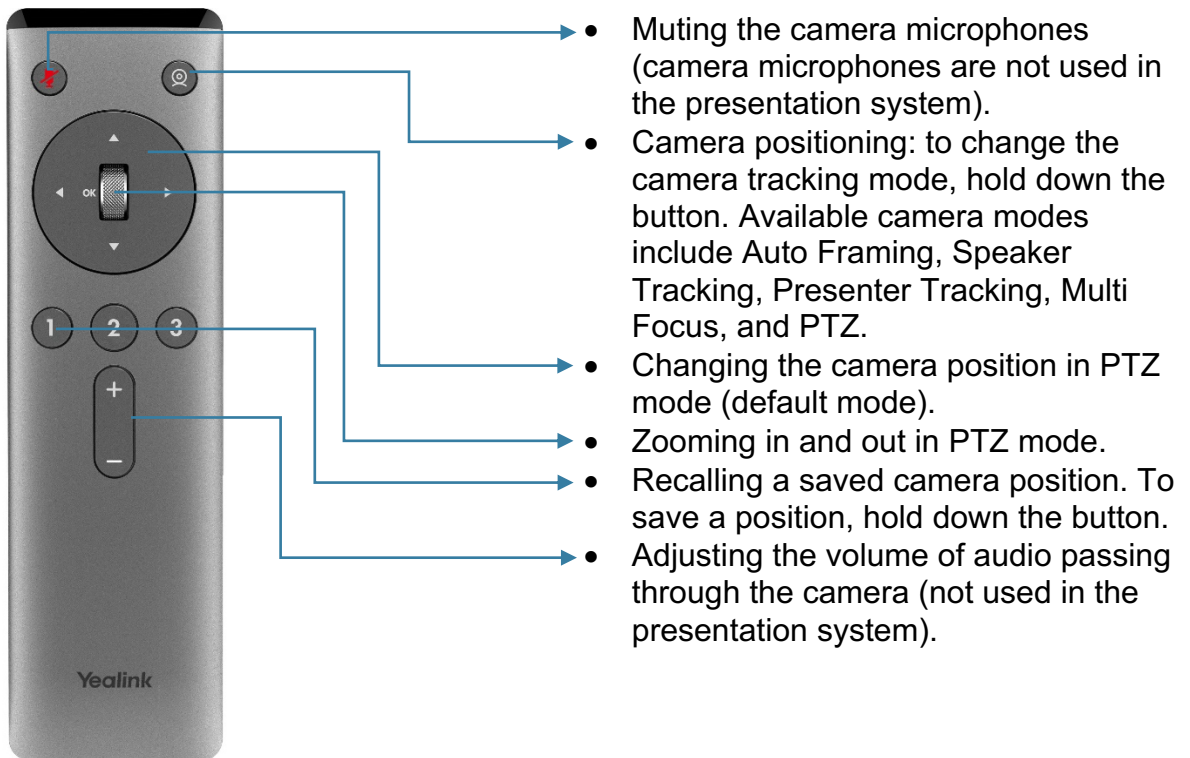 OK
1 2 3
+
–
Yealink
• Muting the camera microphones
(camera microphones are not used in
the presentation system).
• Camera positioning: to change the
camera tracking mode, hold down the
button. Available camera modes
include Auto Framing, Speaker
Tracking, Presenter Tracking, Multi
Focus, and PTZ.
• Changing the camera position in PTZ
mode (default mode).
• Zooming in and out in PTZ mode.
• Recalling a saved camera position. To
save a position, hold down the button.
• Adjusting the volume of audio passing
through the camera (not used in the
presentation system).